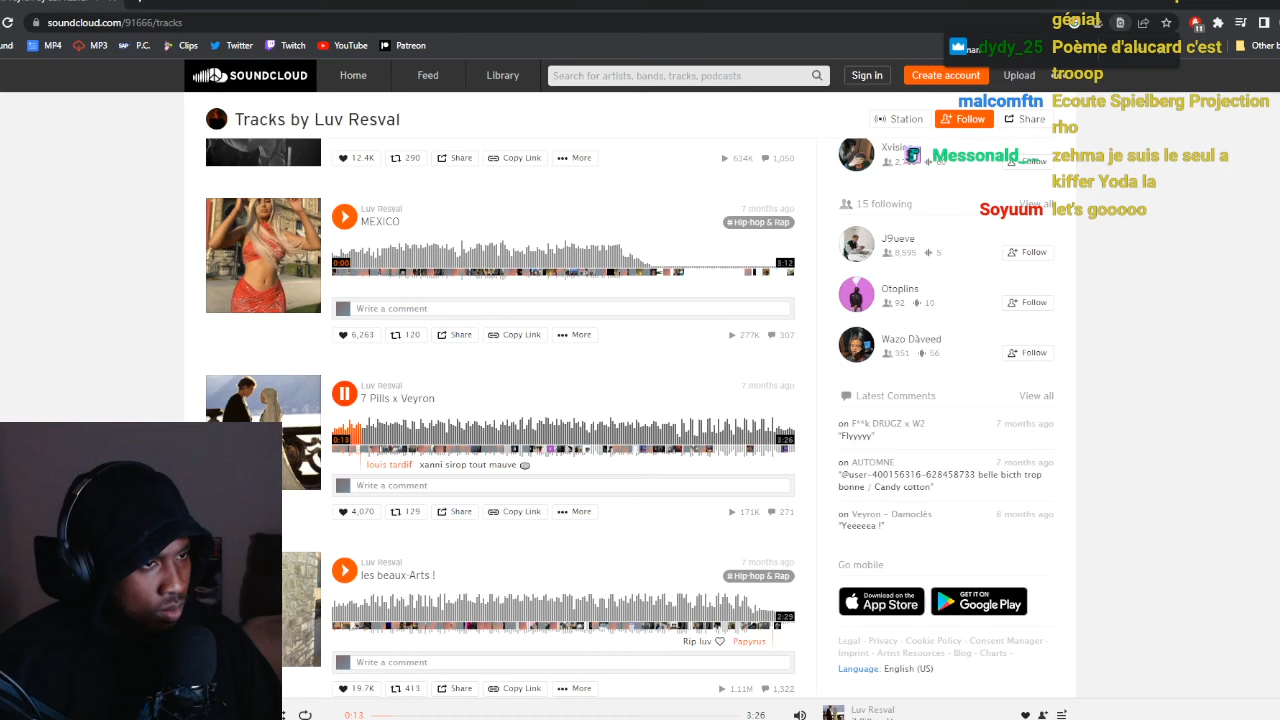 soundcloud.com/91666/tracks
MP4 MP3 P.C. Clips Twitter Twitch YouTube Patreon
SOUNDCLOUD Home Feed Library Search for artists, bands, tracks, podcasts Sign in Create account Upload
Tracks by Luv Resval Station Follow Share
génial
dydy_25 Poème d'alucard c'est
trooop
malcomftn Ecoute Spielberg Projection
rho
Messonald zehma je suis le seul a
kiffer Yoda la
Soyuum let's gooooo
12.4K 290 Share Copy Link More 634K 1,050
Luv Resval 7 months ago
MEXICO # Hip-hop & Rap
0:00 3:12
Write a comment
6,263 120 Share Copy Link More 277K 307
Luv Resval 7 months ago
7 Pills x Veyron
0:13 3:26
louis tardif xanni sirop tout mauve
Write a comment
4,070 129 Share Copy Link More 171K 271
Luv Resval 7 months ago
les beaux-Arts ! # Hip-hop & Rap
2:29
Rip luv Papyrus
Write a comment
19.7K 413 Share Copy Link More 1.11M 1,322
Follow
15 following View all
J9ueve
8,595 5 Follow
Otoplins
92 10 Follow
Wazo Dàveed
351 56 Follow
Latest Comments View all
on F**k DRUGZ x W2 7 months ago
"Flyyyyy"
on AUTOMNE 7 months ago
"@user-400156316-628458733 belle bicth trop
bonne / Candy cotton"
on Veyron - Damoclès 8 months ago
"Yeeeeea !"
Go mobile
Download on the App Store GET IT ON Google Play
Legal - Privacy - Cookie Policy - Consent Manager -
Imprint - Artist Resources - Blog - Charts -
Language: English (US)
0:13 3:26 Luv Resval